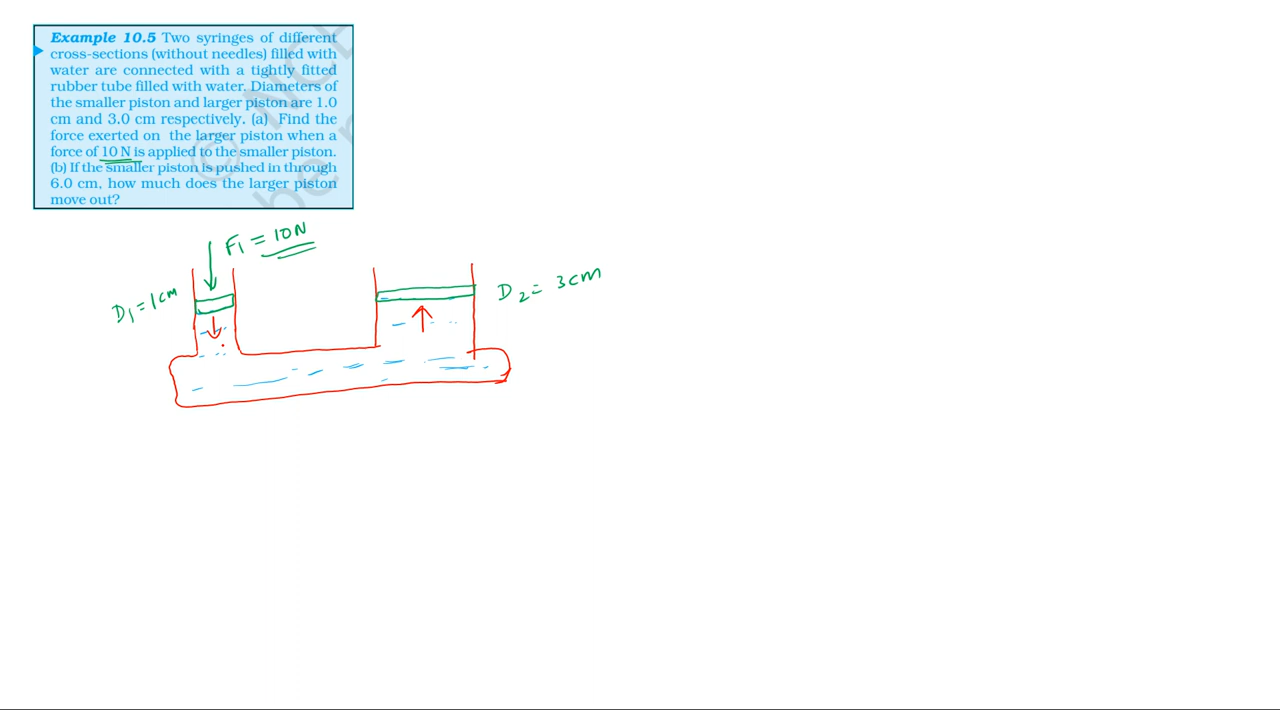 Example 10.5 Two syringes of different
cross-sections (without needles) filled with
water are connected with a tightly fitted
rubber tube filled with water. Diameters of
the smaller piston and larger piston are 1.0
cm and 3.0 cm respectively. (a) Find the
force exerted on the larger piston when a
force of 10 N is applied to the smaller piston.
(b) If the smaller piston is pushed in through
6.0 cm, how much does the larger piston
move out?
F1 = 10N
D1 = 1cm
D2 = 3cm